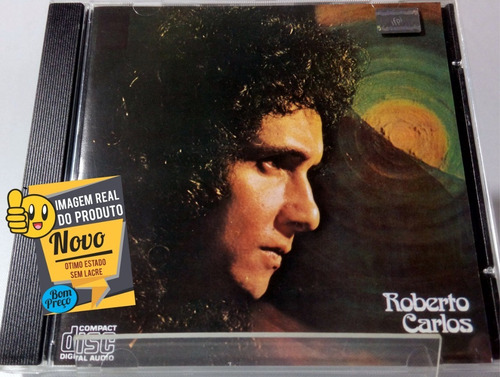 IMAGEM REAL
DO PRODUTO
Novo
OTIMO ESTADO
SEM LACRE
Bom
Preço
Roberto
Carlos
COMPACT
disc
DIGITAL AUDIO